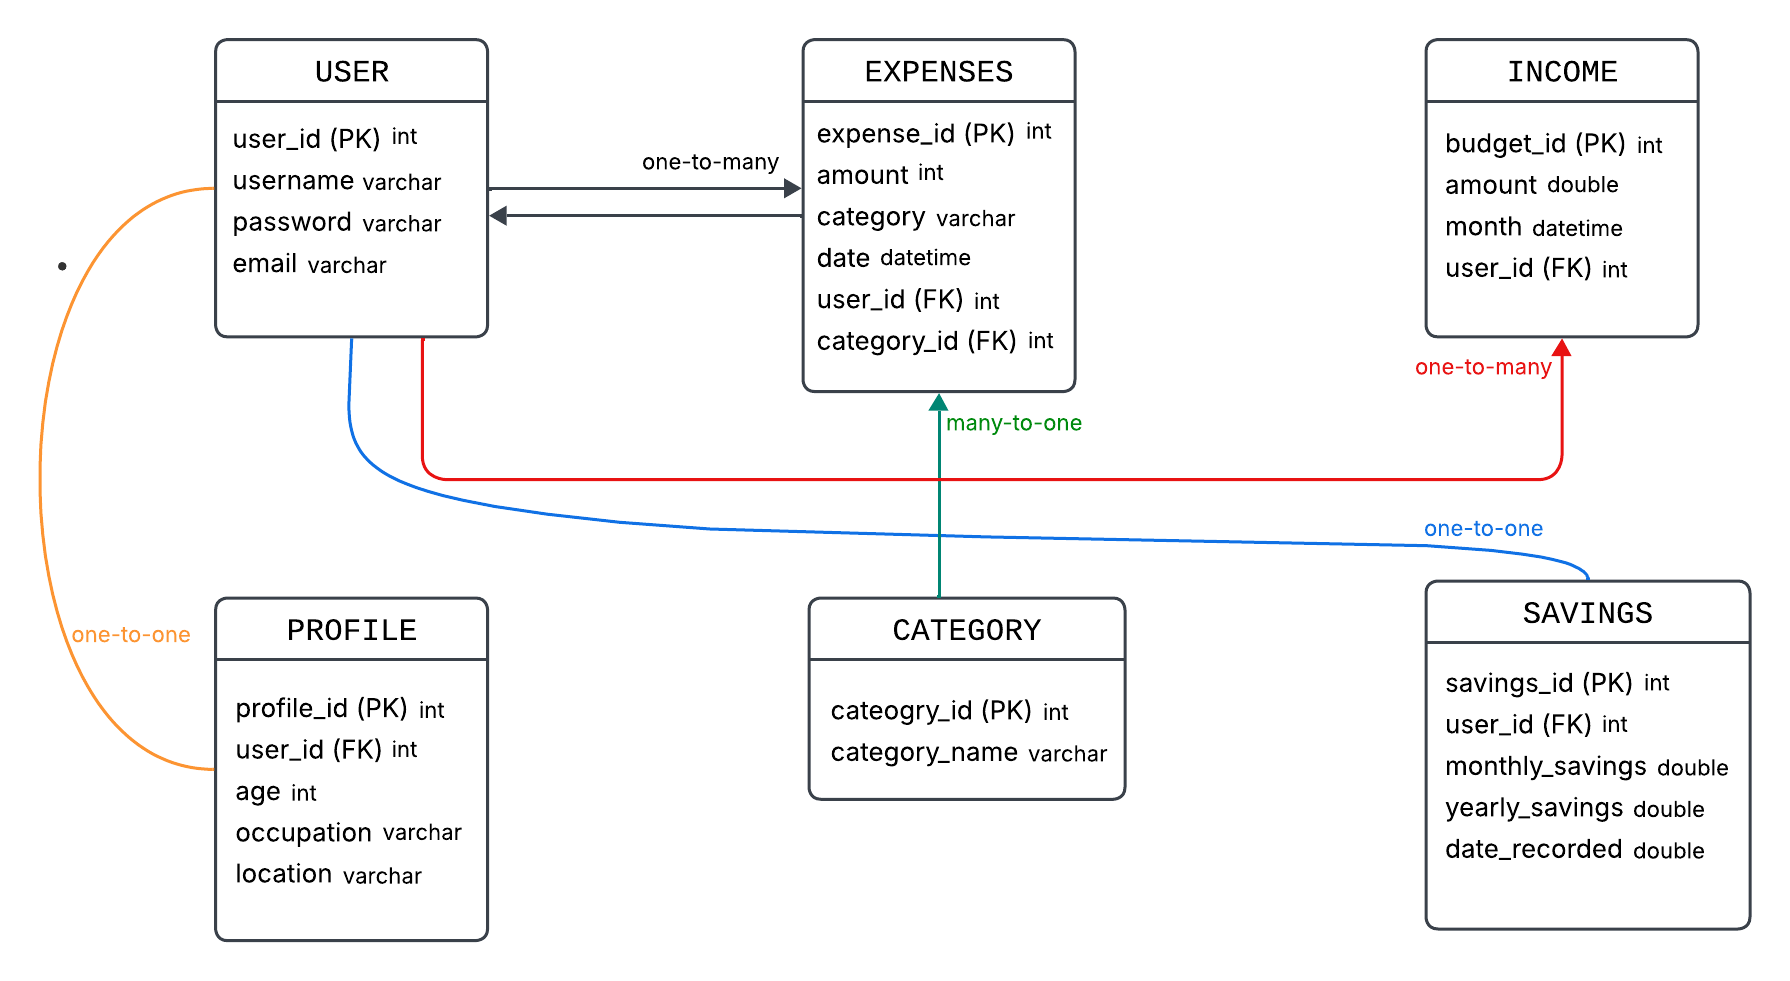 USER
user_id (PK) int
username varchar
password varchar
email varchar
one-to-many
EXPENSES
expense_id (PK) int
amount int
category varchar
date datetime
user_id (FK) int
category_id (FK) int
INCOME
budget_id (PK) int
amount double
month datetime
user_id (FK) int
one-to-many
many-to-one
one-to-one
one-to-one
PROFILE
profile_id (PK) int
user_id (FK) int
age int
occupation varchar
location varchar
CATEGORY
cateogry_id (PK) int
category_name varchar
SAVINGS
savings_id (PK) int
user_id (FK) int
monthly_savings double
yearly_savings double
date_recorded double